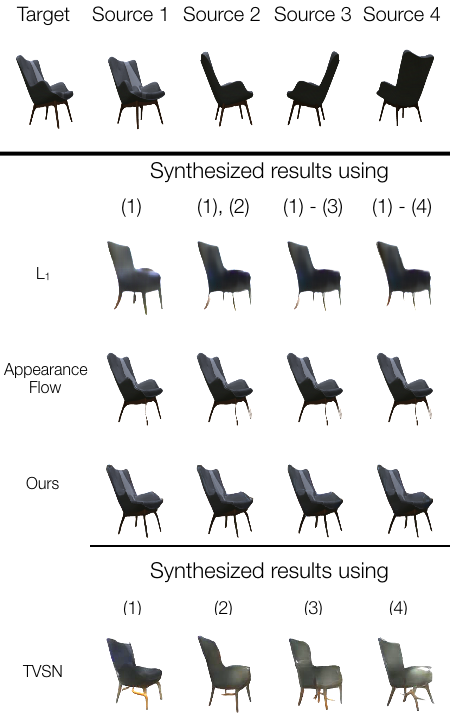 Target Source 1 Source 2 Source 3 Source 4
Synthesized results using
(1) (1), (2) (1) - (3) (1) - (4)
L₁
Appearance
Flow
Ours
Synthesized results using
(1) (2) (3) (4)
TVSN